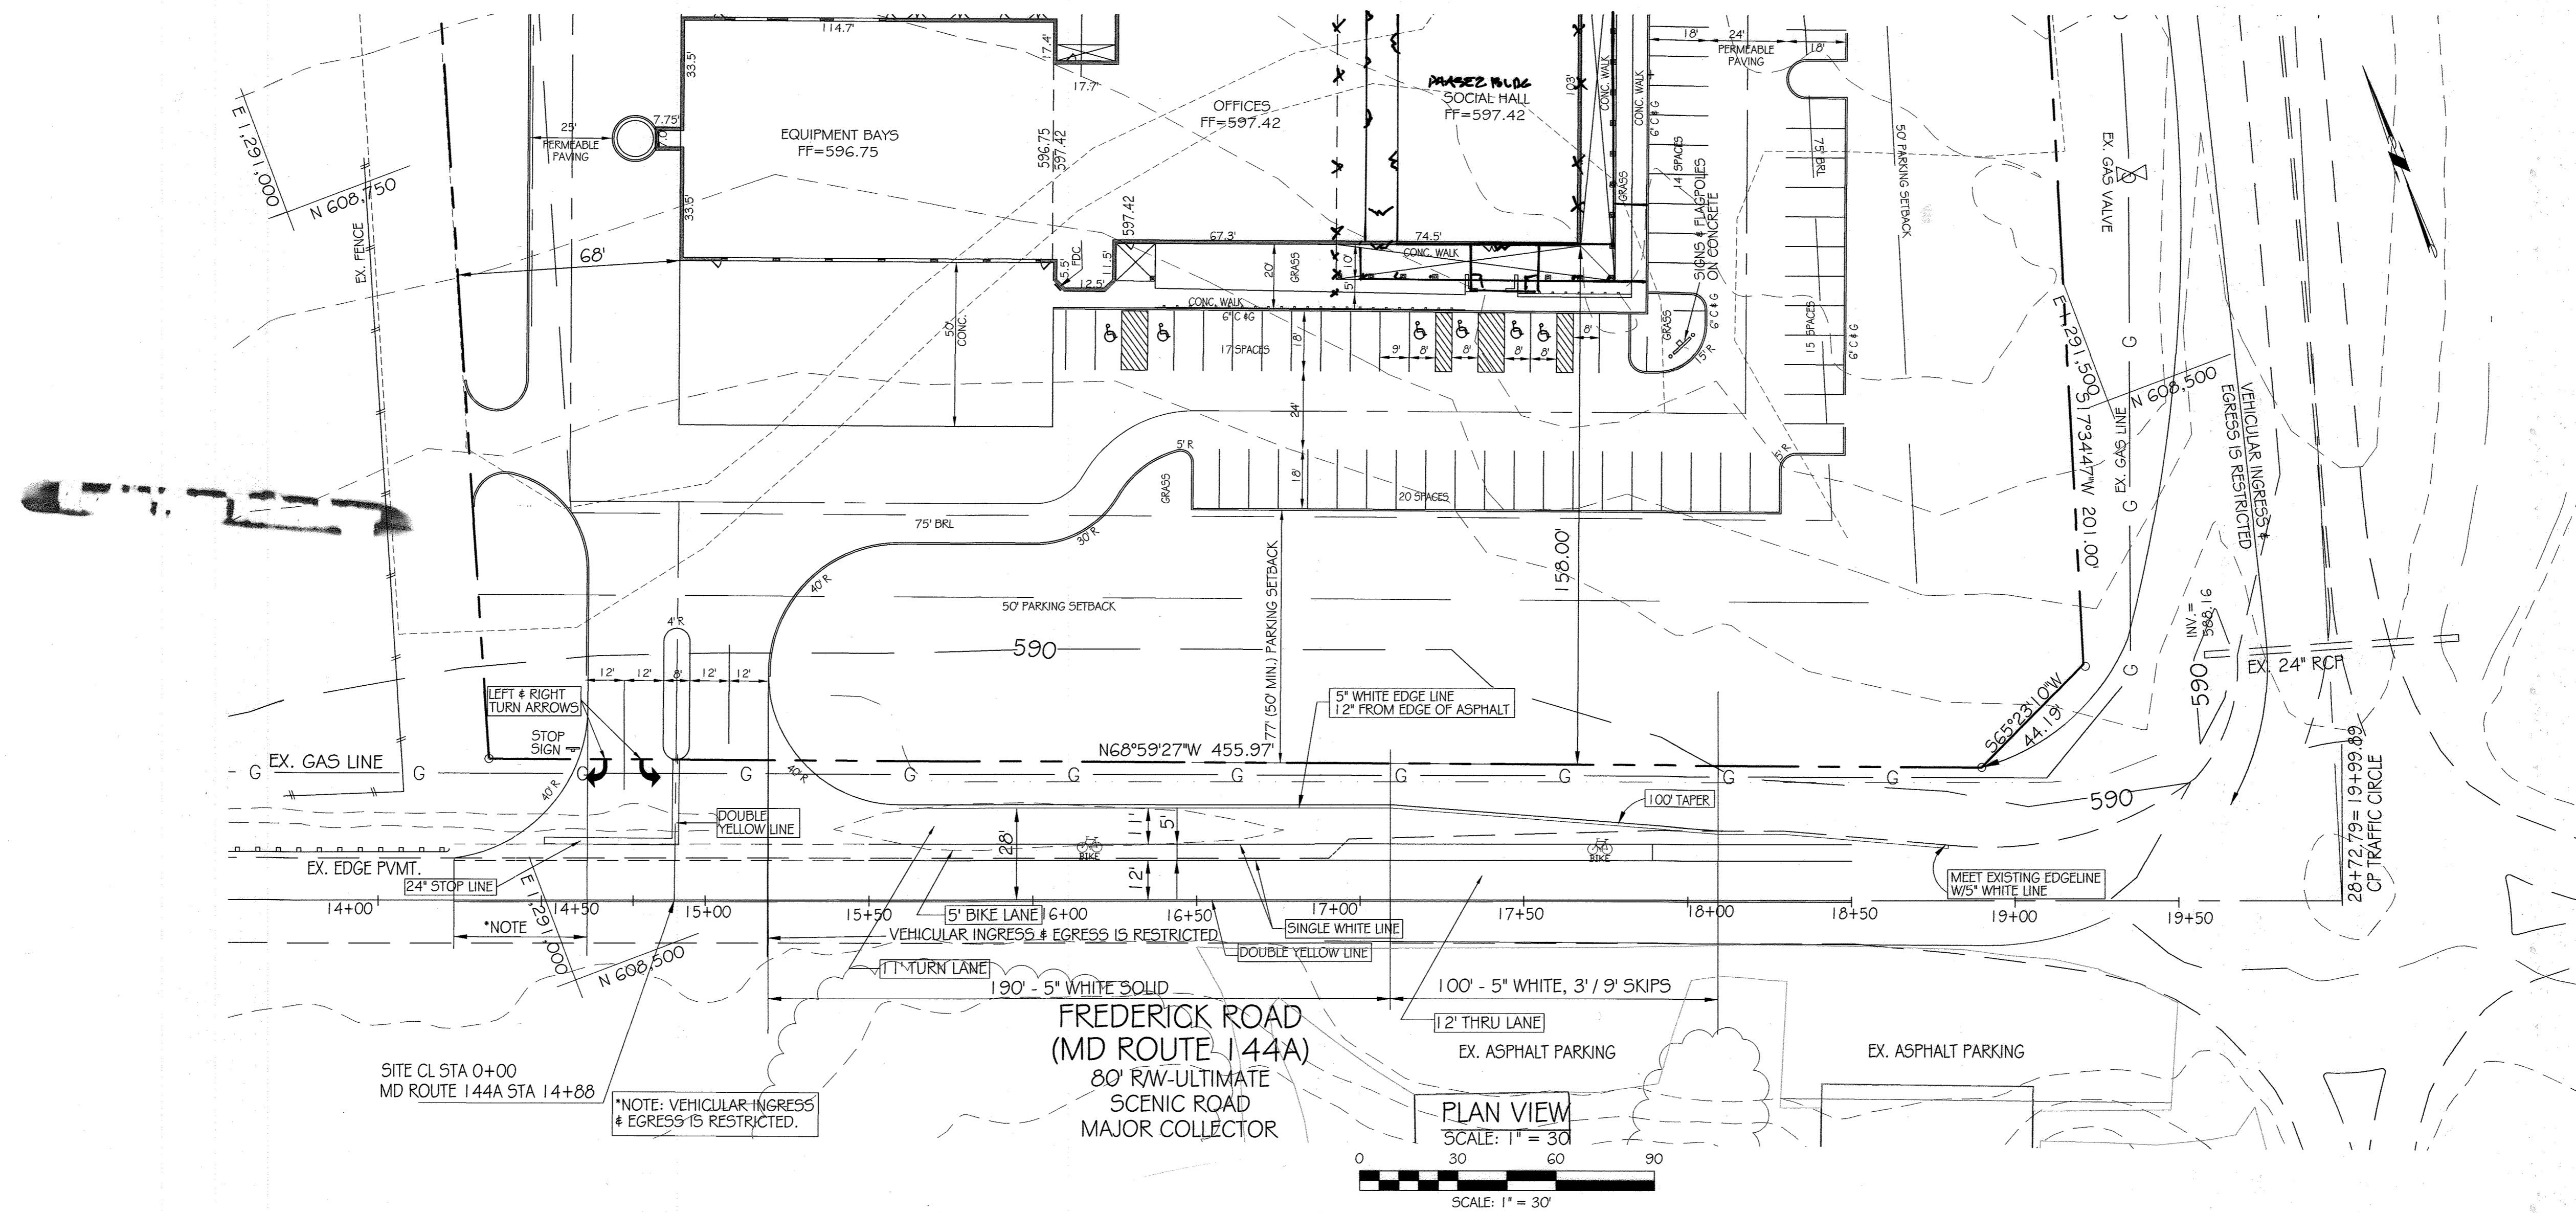 114.7'
33.5'
17.4'
17.7'
103'
CONC. WALK
CONC. WALK
6" C & G
18'
24'
18'
PERMEABLE
PAVING
E 1,291,000
N 608,750
EX. FENCE
25'
PERMEABLE
PAVING
7.75'
EQUIPMENT BAYS
FF=596.75
596.75
597.42
OFFICES
FF=597.42
PHASE 2 BLDG
SOCIAL HALL
FF=597.42
14 SPACES
75' BRL
50' PARKING SETBACK
EX. GAS VALVE
33.5'
68'
597.42
67.3'
74.5'
CONC. WALK
GRASS
SIGNS & FLAGPOLES
ON CONCRETE
FDC
5.5'
11.5'
12.5'
20'
GRASS
10'
5'
CONC. WALK
6" C &G
50'
CONC.
17 SPACES
18'
9'
8'
8'
8'
8'
8'
GRASS
15' R
6" C & G
15 SPACES
6" C & G
E 1,291,500
N 608,500
S17°34'47"W 201.00'
G
EX. GAS LINE
G
G
VEHICULAR INGRESS &
EGRESS IS RESTRICTED
24'
5' R
GRASS
18'
20 SPACES
5' R
75' BRL
30' R
40' R
77' (50' MIN.) PARKING SETBACK
158.00'
50' PARKING SETBACK
590
4' R
12'
12'
8'
12'
12'
LEFT & RIGHT
TURN ARROWS
STOP
SIGN
5" WHITE EDGE LINE
12" FROM EDGE OF ASPHALT
INV.=
588.16
EX. 24" RCP
590
S65°23'10"W
44.19'
N68°59'27"W 455.97'
EX. GAS LINE
G
G
G
G
G
G
G
G
G
G
G
40' R
40' R
100' TAPER
590
28+72.79= 19+99.89
CP TRAFFIC CIRCLE
DOUBLE
YELLOW LINE
28'
11'
5'
12'
BIKE
BIKE
EX. EDGE PVMT.
24" STOP LINE
MEET EXISTING EDGELINE
W/5" WHITE LINE
14+00
14+50
15+00
15+50
16+00
16+50
17+00
17+50
18+00
18+50
19+00
19+50
5' BIKE LANE
*NOTE
E 1,291,000
N 608,500
VEHICULAR INGRESS & EGRESS IS RESTRICTED
SINGLE WHITE LINE
DOUBLE YELLOW LINE
11' TURN LANE
190' - 5" WHITE SOLID
100' - 5" WHITE, 3' / 9' SKIPS
12' THRU LANE
FREDERICK ROAD
(MD ROUTE 144A)
80' R/W-ULTIMATE
SCENIC ROAD
MAJOR COLLECTOR
EX. ASPHALT PARKING
EX. ASPHALT PARKING
SITE CL STA 0+00
MD ROUTE 144A STA 14+88
*NOTE: VEHICULAR INGRESS
& EGRESS IS RESTRICTED.
PLAN VIEW
SCALE: 1" = 30'
0
30
60
90
SCALE: 1" = 30'